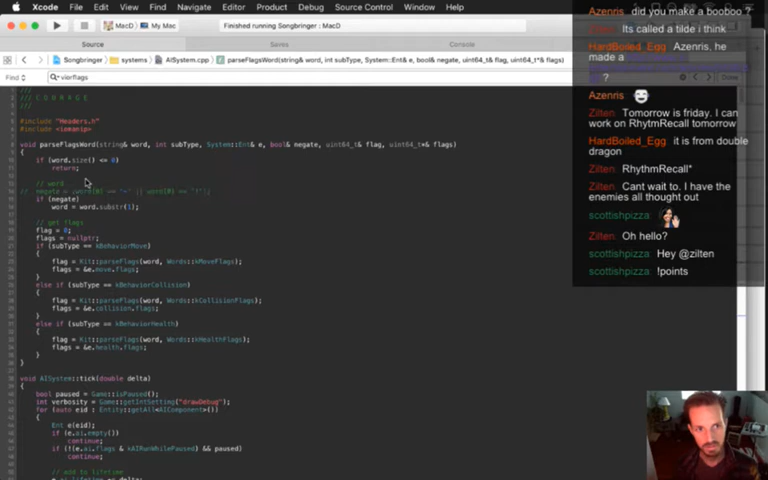 Xcode File Edit View Find Navigate Editor Product Debug Source Control Window Help
MacD My Mac
Finished running Songbringer : MacD
Source Saves Console
Songbringer systems AISystem.cpp parseFlagsWord(string& word, int subType, System::Ent& e, bool& negate, uint64_t& flag, uint64_t*& flags)
Find
Done
///
/// C O U R A G E
///
#include "Headers.h"
#include <iomanip>
void parseFlagsWord(string& word, int subType, System::Ent& e, bool& negate, uint64_t& flag, uint64_t*& flags)
{
if (word.size() <= 0)
return;
// word
if (negate)
word = word.substr(1);
// get flags
flag = 0;
flags = nullptr;
if (subType == kBehaviorMove)
{
flag = Kit::parseFlags(word, Words::kMoveFlags);
flags = &e.move.flags;
}
else if (subType == kBehaviorCollision)
{
flag = Kit::parseFlags(word, Words::kCollisionFlags);
flags = &e.collision.flags;
}
else if (subType == kBehaviorHealth)
{
flag = Kit::parseFlags(word, Words::kHealthFlags);
flags = &e.health.flags;
}
}
void AISystem::tick(double delta)
{
bool paused = Game::isPaused();
int verbosity = Game::getIntSetting("drawDebug");
for (auto eid : Entity::getAll<AIComponent>())
{
Ent e(eid);
if (e.ai.empty())
continue;
if (!(e.ai.flags & kAIRunWhilePaused) && paused)
continue;
// add to lifetime
Azenris: did you make a booboo ?
Zilten: Its called a tilde i think
HardBoiled_Egg: Azenris, he
made a
?
Azenris:
Zilten: Tomorrow is friday. I can
work on RhytmRecall tomorrow
HardBoiled_Egg: it is from double
dragon
Zilten: RhythmRecall*
Zilten: Cant wait to. I have the
enemies all thought out
scottishpizza:
Zilten: Oh hello?
scottishpizza: Hey @zilten
scottishpizza: !points